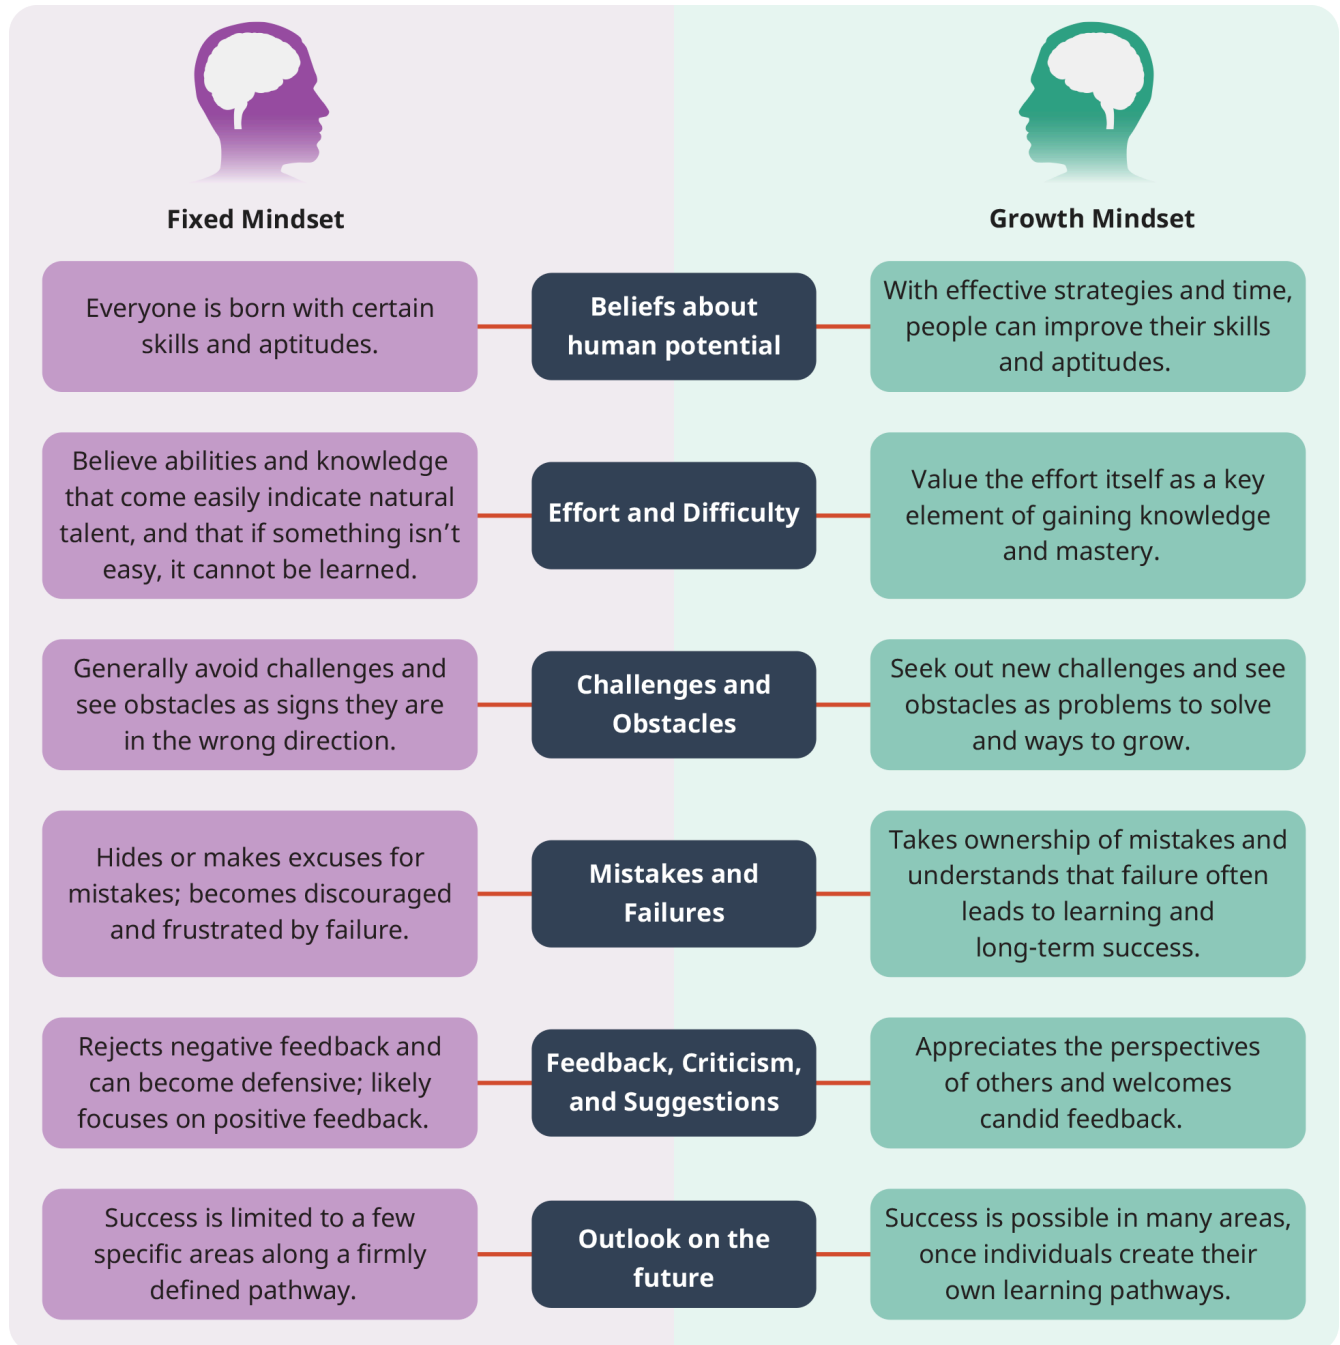 Fixed Mindset
Growth Mindset
Everyone is born with certain
skills and aptitudes.
Beliefs about
human potential
With effective strategies and time,
people can improve their skills
and aptitudes.
Believe abilities and knowledge
that come easily indicate natural
talent, and that if something isn’t
easy, it cannot be learned.
Effort and Difficulty
Value the effort itself as a key
element of gaining knowledge
and mastery.
Generally avoid challenges and
see obstacles as signs they are
in the wrong direction.
Challenges and
Obstacles
Seek out new challenges and see
obstacles as problems to solve
and ways to grow.
Hides or makes excuses for
mistakes; becomes discouraged
and frustrated by failure.
Mistakes and
Failures
Takes ownership of mistakes and
understands that failure often
leads to learning and
long-term success.
Rejects negative feedback and
can become defensive; likely
focuses on positive feedback.
Feedback, Criticism,
and Suggestions
Appreciates the perspectives
of others and welcomes
candid feedback.
Success is limited to a few
specific areas along a firmly
defined pathway.
Outlook on the
future
Success is possible in many areas,
once individuals create their
own learning pathways.